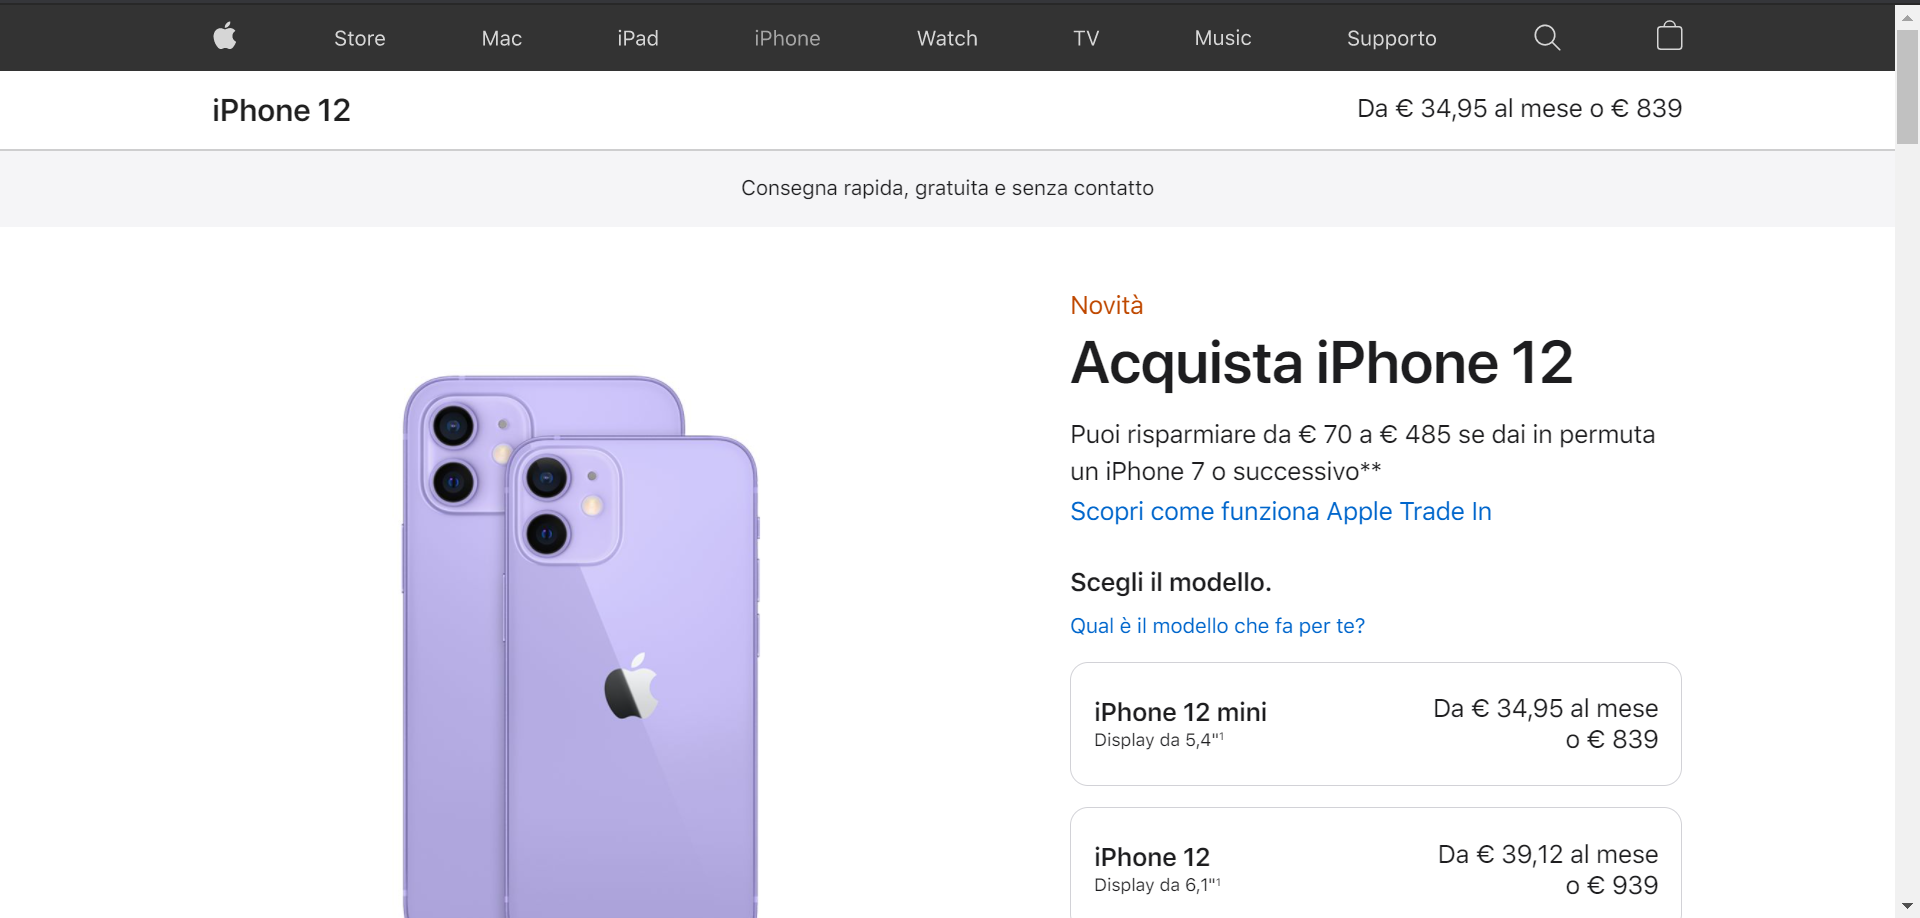 Store Mac iPad iPhone Watch TV Music Supporto
iPhone 12
Da € 34,95 al mese o € 839
Consegna rapida, gratuita e senza contatto
Novità
Acquista iPhone 12
Puoi risparmiare da € 70 a € 485 se dai in permuta
un iPhone 7 o successivo**
Scopri come funziona Apple Trade In
Scegli il modello.
Qual è il modello che fa per te?
iPhone 12 mini
Display da 5,4"¹
Da € 34,95 al mese
o € 839
iPhone 12
Display da 6,1"¹
Da € 39,12 al mese
o € 939